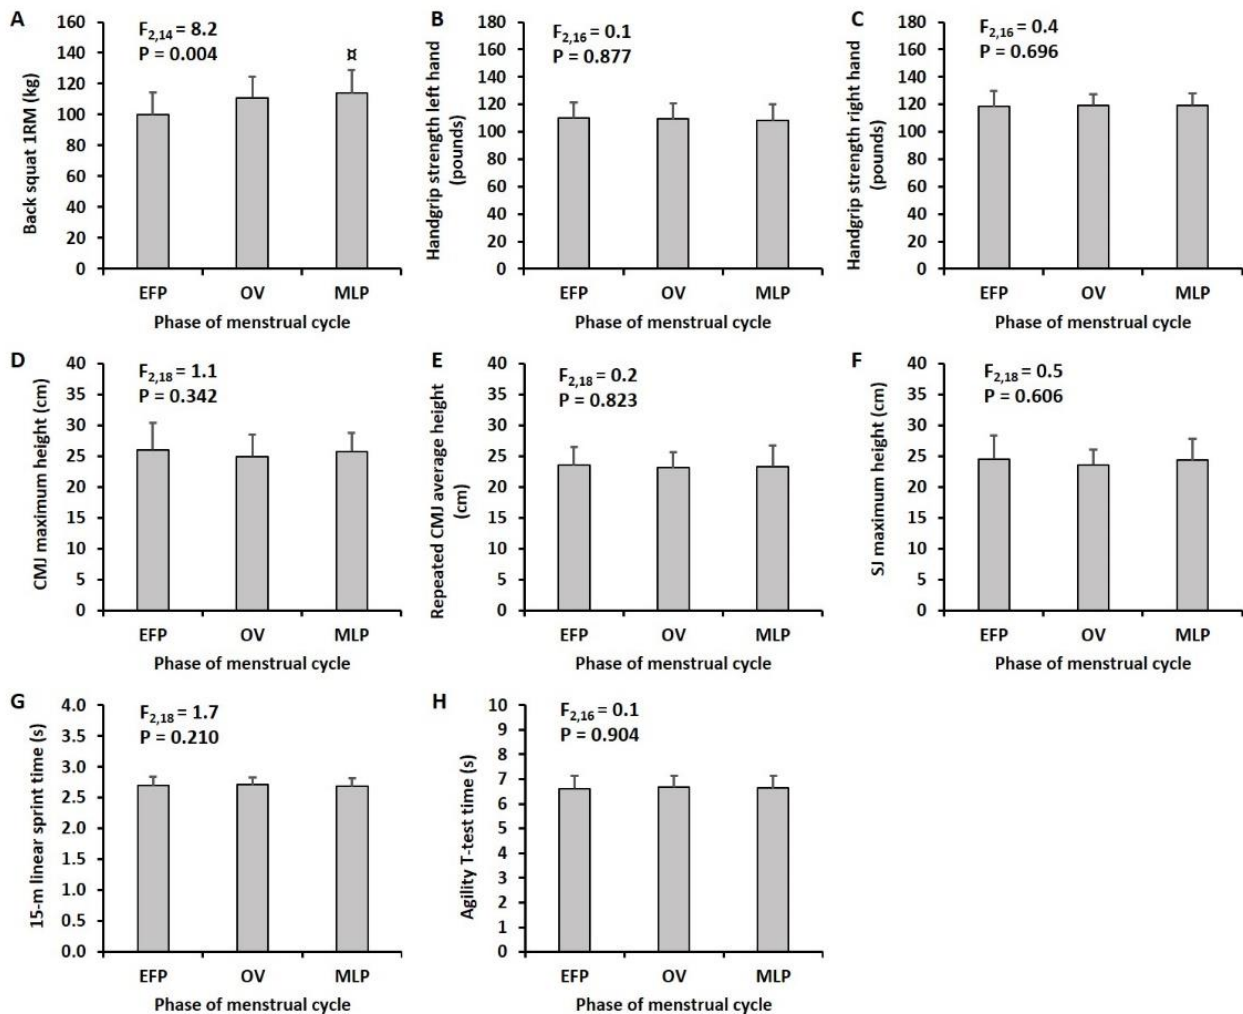 A
Back squat 1RM (kg)
160
140
120
100
80
60
40
20
0
F2,14 = 8.2
P = 0.004
¤
EFP OV MLP
Phase of menstrual cycle
B
Handgrip strength left hand
(pounds)
180
160
140
120
100
80
60
40
20
0
F2,16 = 0.1
P = 0.877
EFP OV MLP
Phase of menstrual cycle
C
Handgrip strength right hand
(pounds)
180
160
140
120
100
80
60
40
20
0
F2,16 = 0.4
P = 0.696
EFP OV MLP
Phase of menstrual cycle
D
CMJ maximum height (cm)
40
35
30
25
20
15
10
5
0
F2,18 = 1.1
P = 0.342
EFP OV MLP
Phase of menstrual cycle
E
Repeated CMJ average height
(cm)
40
35
30
25
20
15
10
5
0
F2,18 = 0.2
P = 0.823
EFP OV MLP
Phase of menstrual cycle
F
SJ maximum height (cm)
40
35
30
25
20
15
10
5
0
F2,18 = 0.5
P = 0.606
EFP OV MLP
Phase of menstrual cycle
G
15-m linear sprint time (s)
4.0
3.5
3.0
2.5
2.0
1.5
1.0
0.5
0.0
F2,18 = 1.7
P = 0.210
EFP OV MLP
Phase of menstrual cycle
H
Agility T-test time (s)
10
9
8
7
6
5
4
3
2
1
0
F2,16 = 0.1
P = 0.904
EFP OV MLP
Phase of menstrual cycle